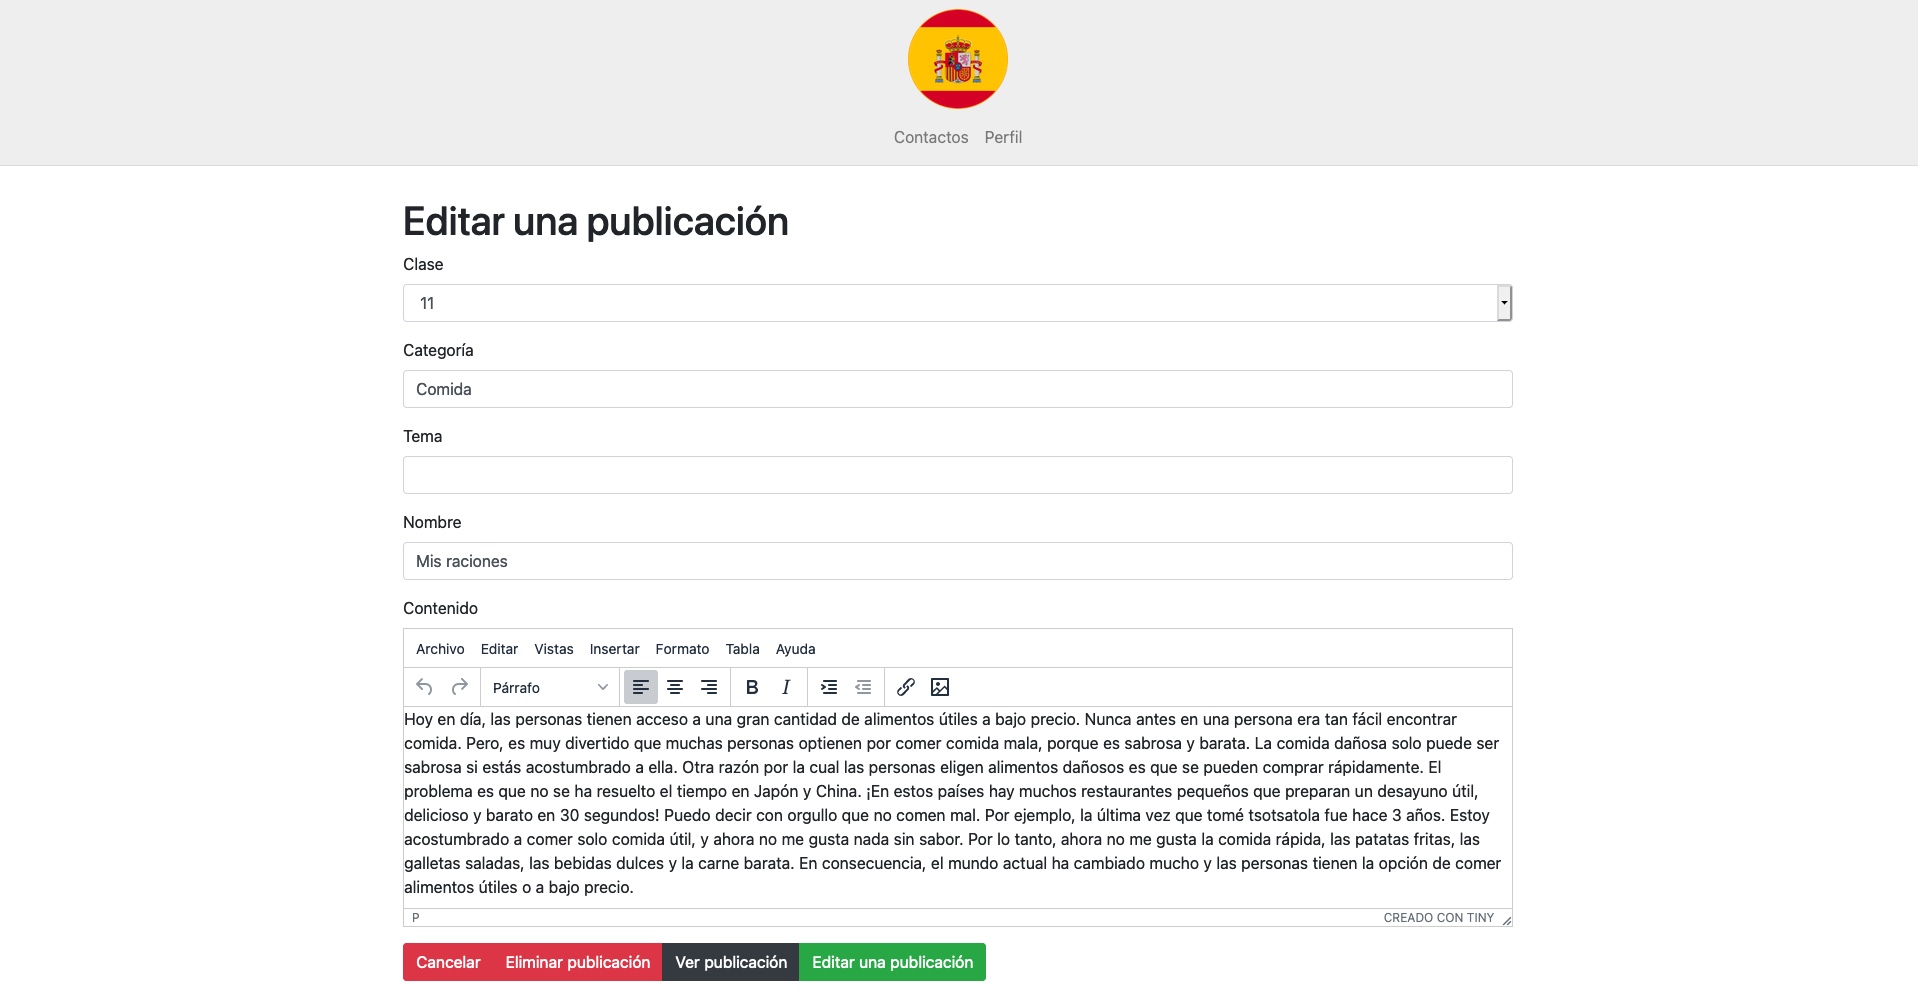 Contactos Perfil
Editar una publicación
Clase
11
Categoría
Comida
Tema
Nombre
Mis raciones
Contenido
Archivo Editar Vistas Insertar Formato Tabla Ayuda
Párrafo B I
Hoy en día, las personas tienen acceso a una gran cantidad de alimentos útiles a bajo precio. Nunca antes en una persona era tan fácil encontrar
comida. Pero, es muy divertido que muchas personas optienen por comer comida mala, porque es sabrosa y barata. La comida dañosa solo puede ser
sabrosa si estás acostumbrado a ella. Otra razón por la cual las personas eligen alimentos dañosos es que se pueden comprar rápidamente. El
problema es que no se ha resuelto el tiempo en Japón y China. ¡En estos países hay muchos restaurantes pequeños que preparan un desayuno útil,
delicioso y barato en 30 segundos! Puedo decir con orgullo que no comen mal. Por ejemplo, la última vez que tomé tsotsatola fue hace 3 años. Estoy
acostumbrado a comer solo comida útil, y ahora no me gusta nada sin sabor. Por lo tanto, ahora no me gusta la comida rápida, las patatas fritas, las
galletas saladas, las bebidas dulces y la carne barata. En consecuencia, el mundo actual ha cambiado mucho y las personas tienen la opción de comer
alimentos útiles o a bajo precio.
P CREADO CON TINY
Cancelar Eliminar publicación Ver publicación Editar una publicación